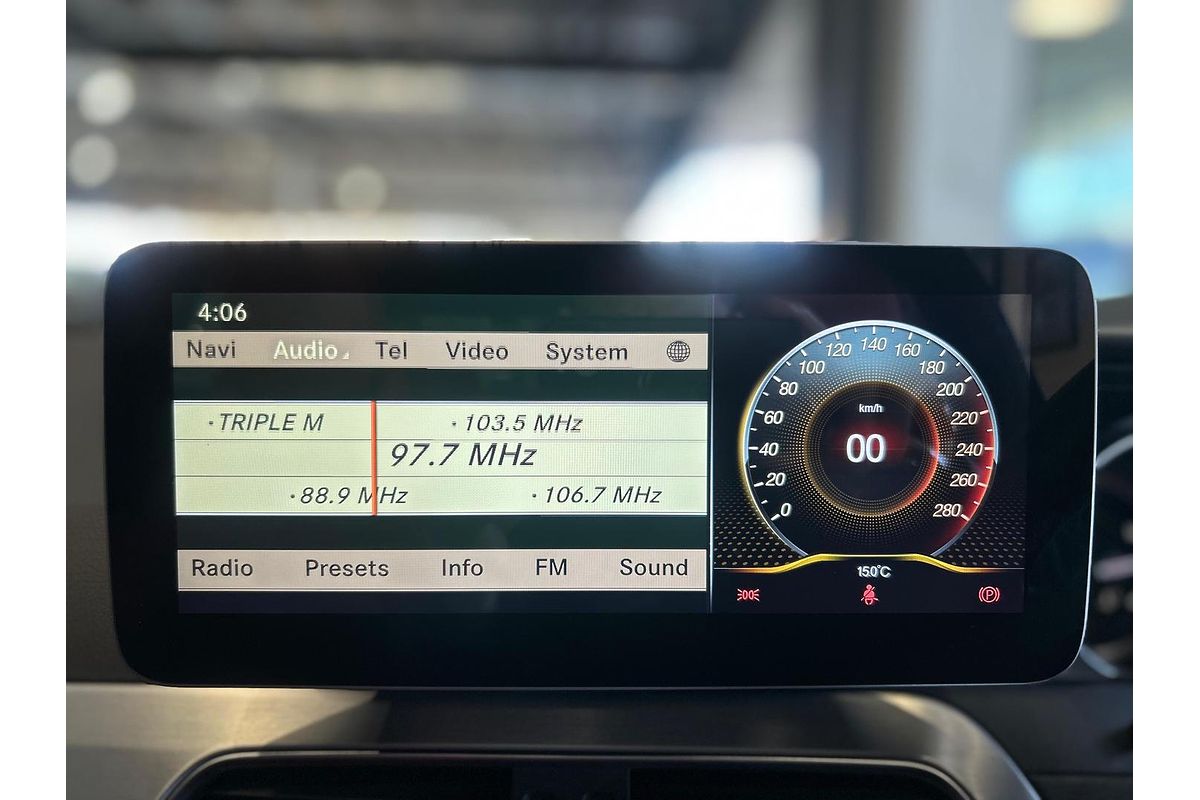 4:06
Navi Audio Tel Video System
·TRIPLE M ·103.5 MHz
97.7 MHz
·88.9 MHz ·106.7 MHz
Radio Presets Info FM Sound
0 20 40 60 80 100 120 140 160 180 200 220 240 260 280
km/h
00
15.0°C
P